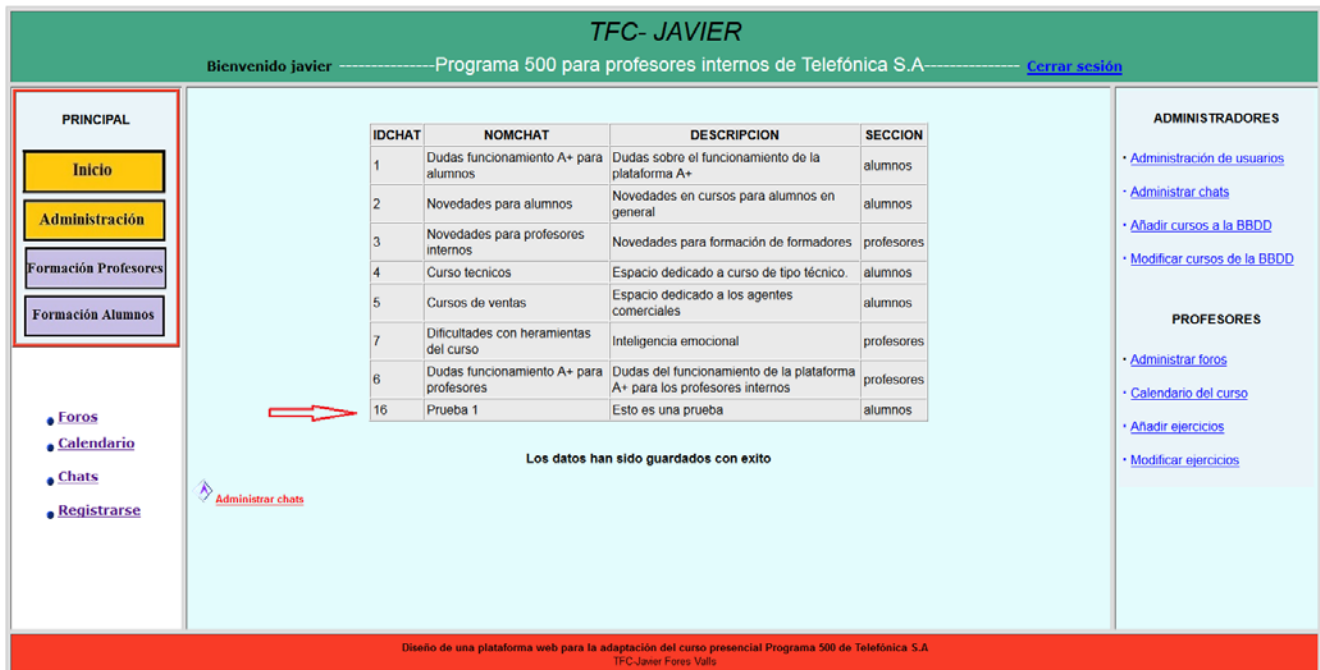 TFC- JAVIER
Bienvenido javier ---------------Programa 500 para profesores internos de Telefónica S.A--------------- Cerrar sesión
PRINCIPAL
Inicio
Administración
Formación Profesores
Formación Alumnos
Foros
Calendario
Chats
Registrarse
IDCHAT NOMCHAT DESCRIPCION SECCION
1 Dudas funcionamiento A+ para alumnos Dudas sobre el funcionamiento de la plataforma A+ alumnos
2 Novedades para alumnos Novedades en cursos para alumnos en general alumnos
3 Novedades para profesores internos Novedades para formación de formadores profesores
4 Curso tecnicos Espacio dedicado a curso de tipo técnico. alumnos
5 Cursos de ventas Espacio dedicado a los agentes comerciales alumnos
7 Dificultades con heramientas del curso Inteligencia emocional profesores
6 Dudas funcionamiento A+ para profesores Dudas del funcionamiento de la plataforma A+ para los profesores internos profesores
16 Prueba 1 Esto es una prueba alumnos
Los datos han sido guardados con exito
Administrar chats
ADMINISTRADORES
· Administración de usuarios
· Administrar chats
· Añadir cursos a la BBDD
· Modificar cursos de la BBDD
PROFESORES
· Administrar foros
· Calendario del curso
· Añadir ejercicios
· Modificar ejercicios
Diseño de una plataforma web para la adaptación del curso presencial Programa 500 de Telefónica S.A
TFC-Javier Fores Valls